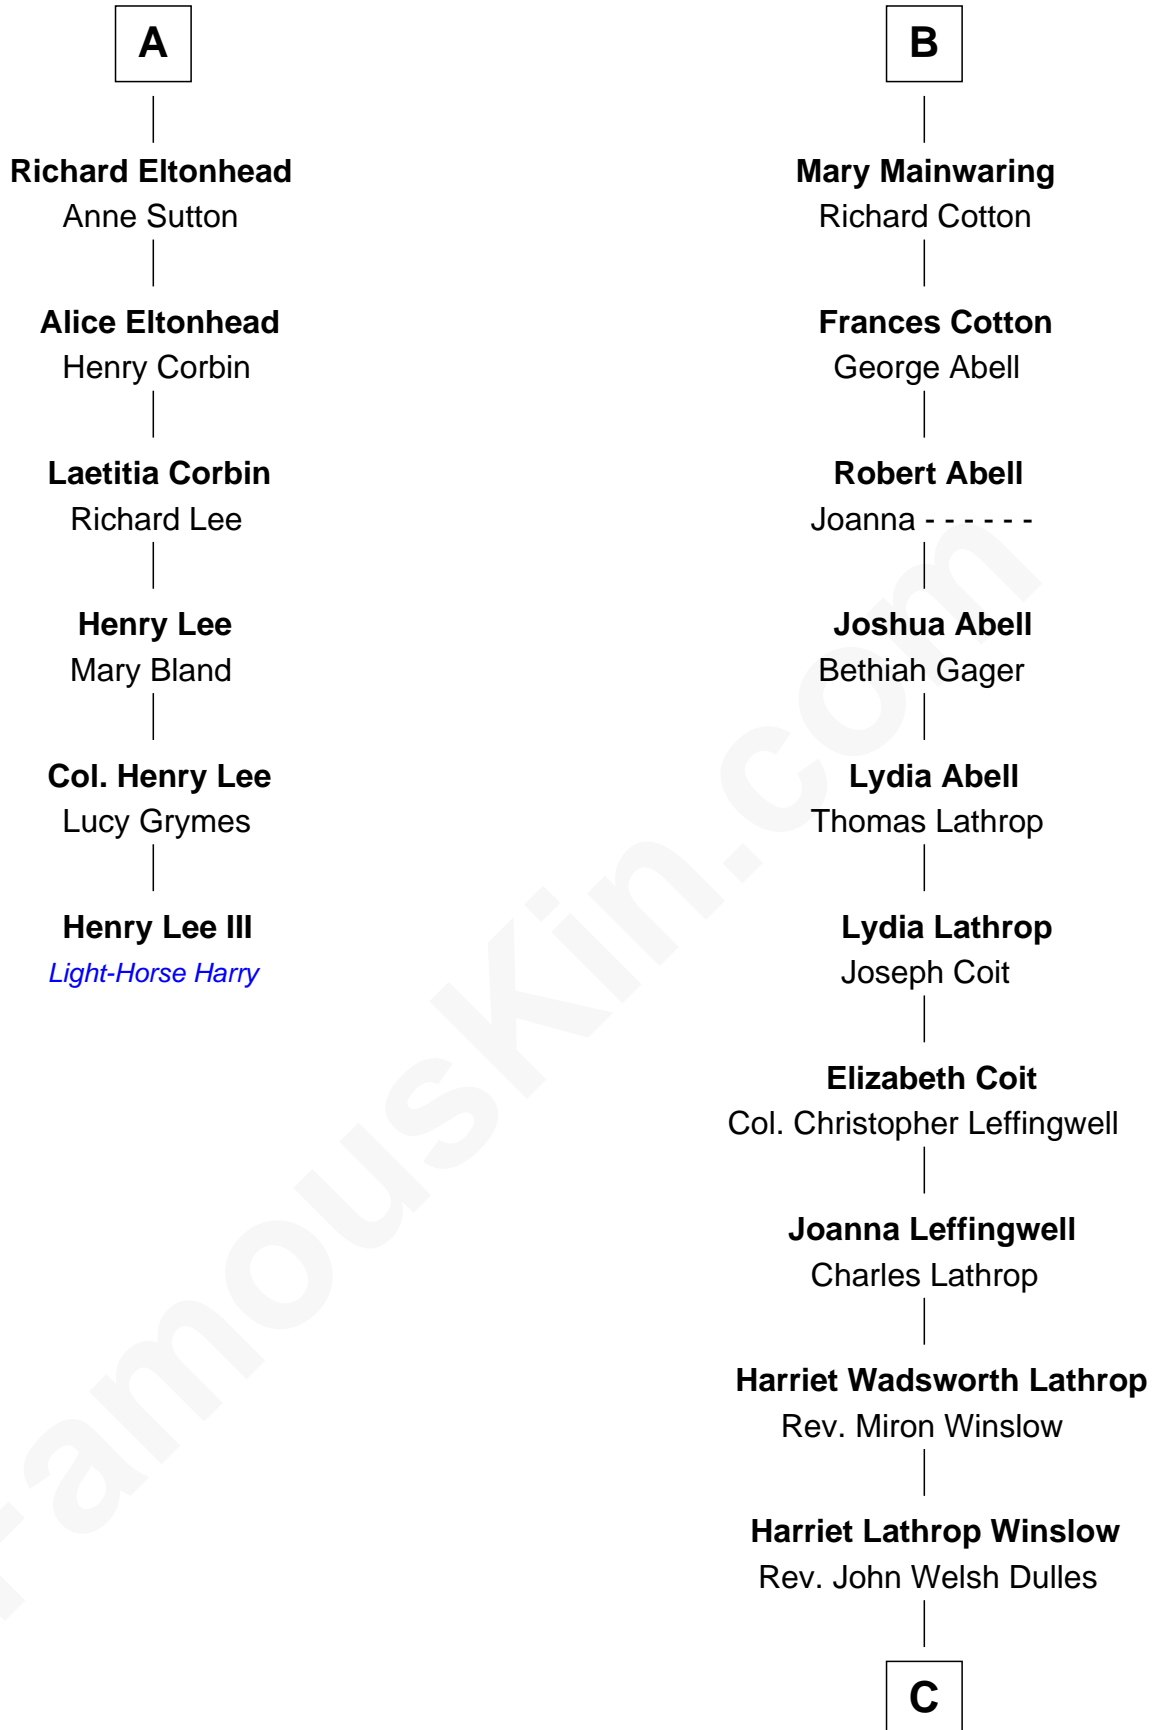 A
Richard Eltonhead
Anne Sutton
Alice Eltonhead
Henry Corbin
Laetitia Corbin
Richard Lee
Henry Lee
Mary Bland
Col. Henry Lee
Lucy Grymes
Henry Lee III
Light-Horse Harry
B
Mary Mainwaring
Richard Cotton
Frances Cotton
George Abell
Robert Abell
Joanna - - - - - -
Joshua Abell
Bethiah Gager
Lydia Abell
Thomas Lathrop
Lydia Lathrop
Joseph Coit
Elizabeth Coit
Col. Christopher Leffingwell
Joanna Leffingwell
Charles Lathrop
Harriet Wadsworth Lathrop
Rev. Miron Winslow
Harriet Lathrop Winslow
Rev. John Welsh Dulles
C
FamousKin.com